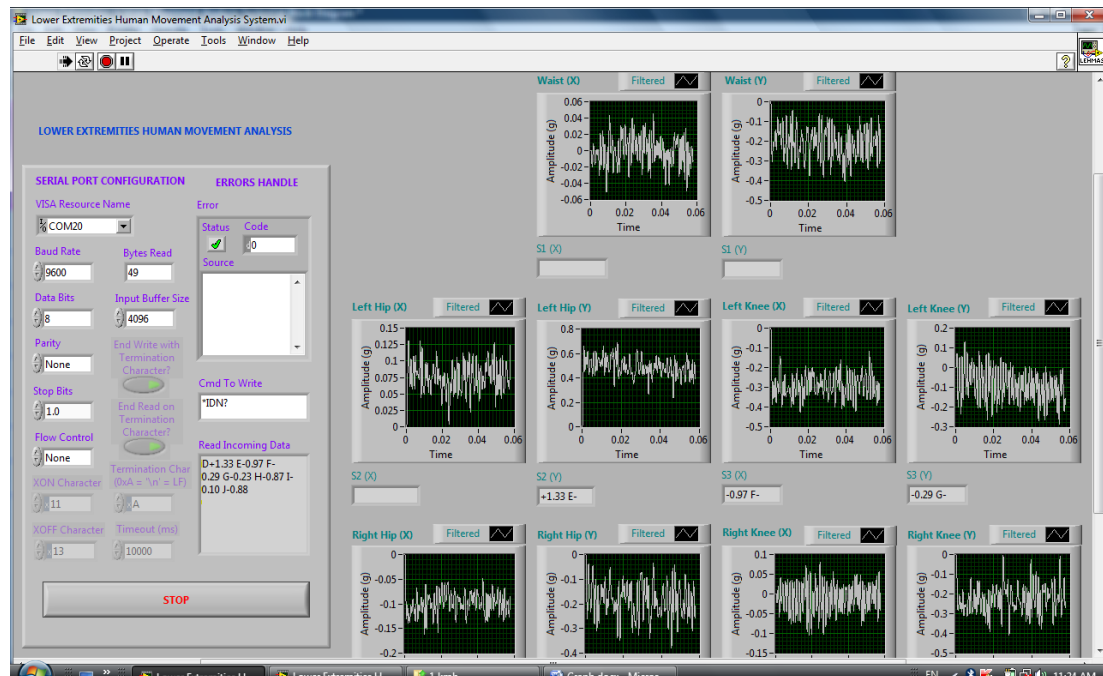 Lower Extremities Human Movement Analysis System.vi
File Edit View Project Operate Tools Window Help
LEHMAS
LOWER EXTREMITIES HUMAN MOVEMENT ANALYSIS
SERIAL PORT CONFIGURATION
VISA Resource Name
COM20
Baud Rate
9600
Bytes Read
49
Data Bits
8
Input Buffer Size
4096
Parity
None
End Write with
Termination
Character?
Stop Bits
1.0
End Read on
Termination
Character?
Flow Control
None
XON Character
11
Termination Char
(0xA = '\n' = LF)
A
XOFF Character
13
Timeout (ms)
10000
ERRORS HANDLE
Error
Status Code
0
Source
Cmd To Write
*IDN?
Read Incoming Data
D+1.33 E-0.97 F-
0.29 G-0.23 H-0.87 I-
0.10 J-0.88
STOP
Waist (X) Filtered
Amplitude (g)
0.06
0.04
0.02
0
-0.02
-0.04
-0.06
0 0.02 0.04 0.06
Time
S1 (X)
Waist (Y) Filtered
Amplitude (g)
0
-0.1
-0.2
-0.3
-0.4
-0.5
0 0.02 0.04 0.06
Time
S1 (Y)
Left Hip (X) Filtered
Amplitude (g)
0.15
0.125
0.1
0.075
0.05
0.025
0
0 0.02 0.04 0.06
Time
S2 (X)
Left Hip (Y) Filtered
Amplitude (g)
0.8
0.6
0.4
0.2
0
0 0.02 0.04 0.06
Time
S2 (Y)
+1.33 E-
Left Knee (X) Filtered
Amplitude (g)
0
-0.1
-0.2
-0.3
-0.4
-0.5
0 0.02 0.04 0.06
Time
S3 (X)
-0.97 F-
Left Knee (Y) Filtered
Amplitude (g)
0.2
0.1
0
-0.1
-0.2
-0.3
0 0.02 0.04 0.06
Time
S3 (Y)
-0.29 G-
Right Hip (X) Filtered
Amplitude (g)
0
-0.05
-0.1
-0.15
-0.2
Right Hip (Y) Filtered
Amplitude (g)
0
-0.1
-0.2
-0.3
-0.4
Right Knee (X) Filtered
Amplitude (g)
0.1
0.05
0
-0.05
-0.1
-0.15
Right Knee (Y) Filtered
Amplitude (g)
0
-0.1
-0.2
-0.3
-0.4
EN 11:24 AM